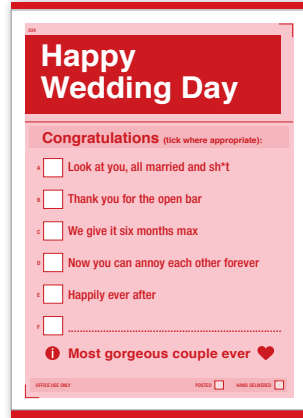 028
Happy
Wedding Day
Congratulations (tick where appropriate):
A Look at you, all married and sh*t
B Thank you for the open bar
C We give it six months max
D Now you can annoy each other forever
E Happily ever after
F ................................................................
i Most gorgeous couple ever
OFFICE USE ONLY POSTED HAND DELIVERED